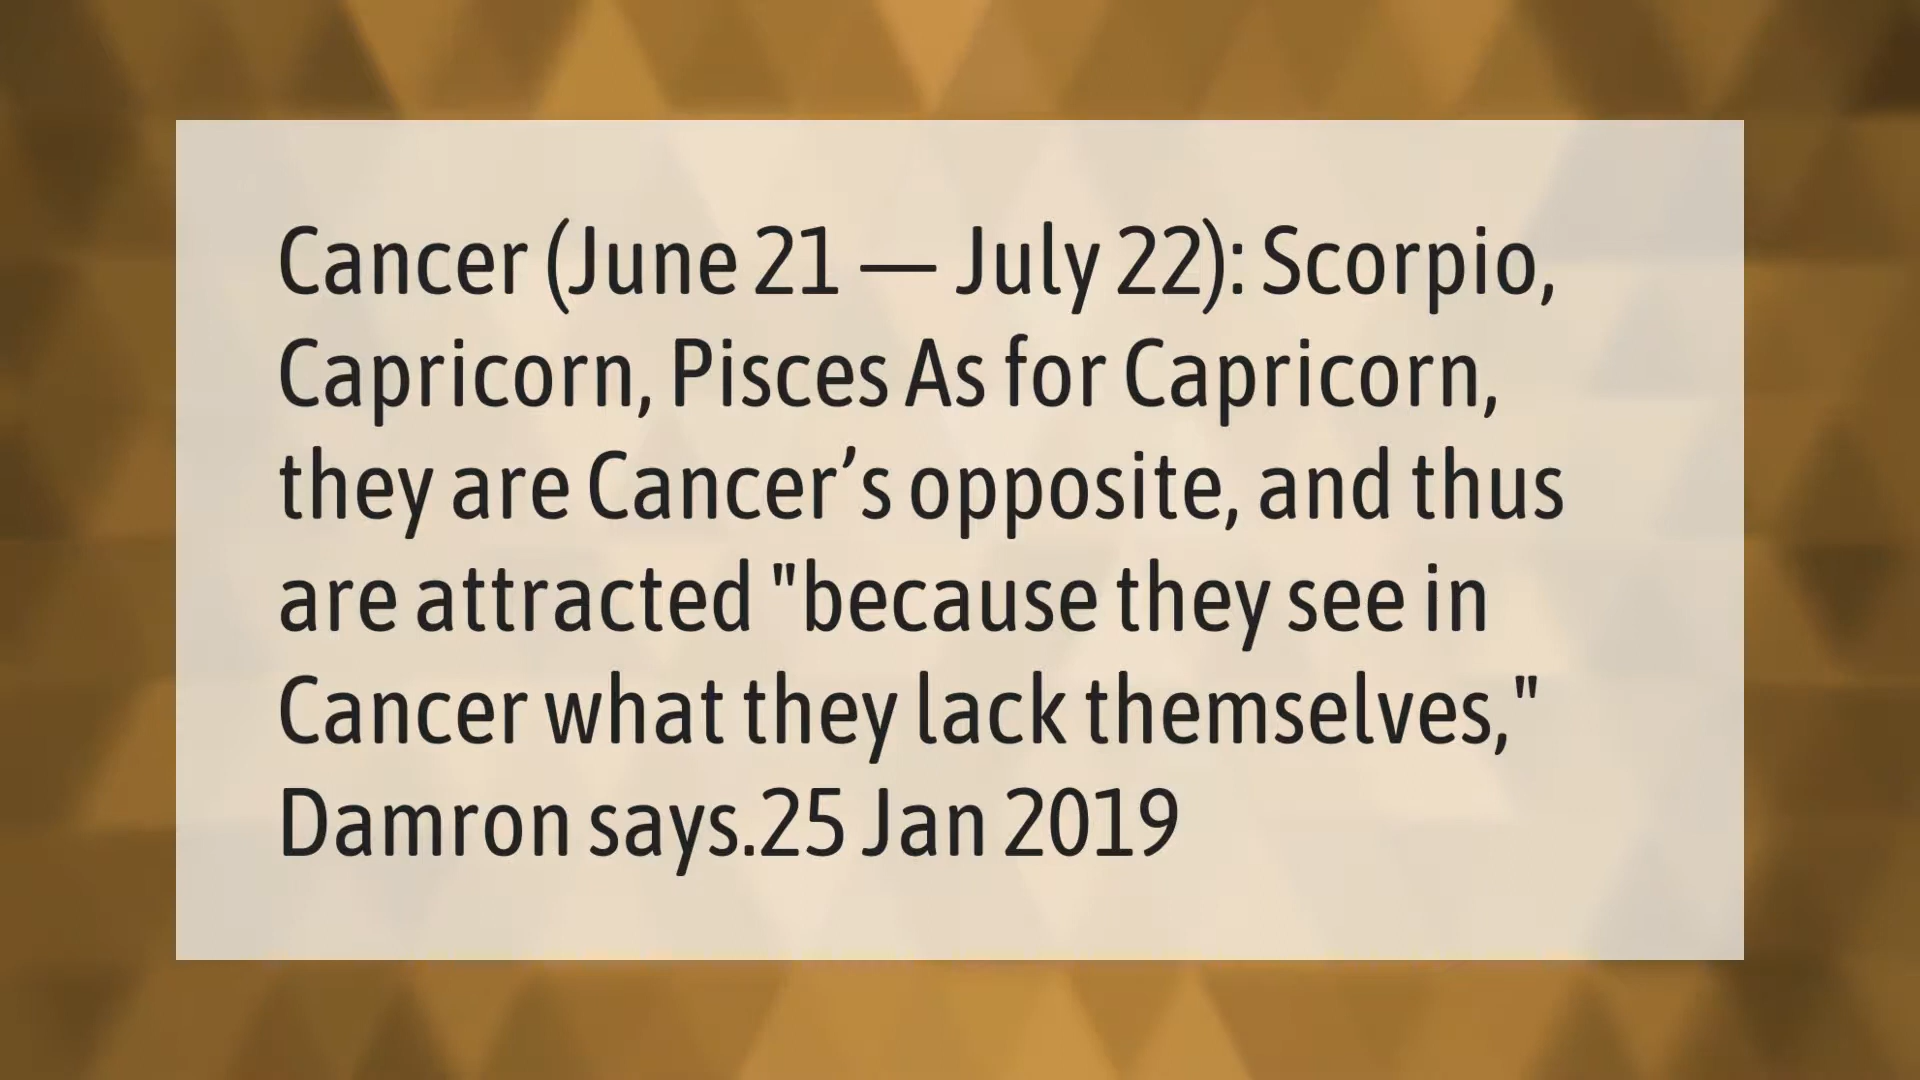 Cancer (June 21 — July 22): Scorpio,
Capricorn, Pisces As for Capricorn,
they are Cancer’s opposite, and thus
are attracted "because they see in
Cancer what they lack themselves,"
Damron says.25 Jan 2019